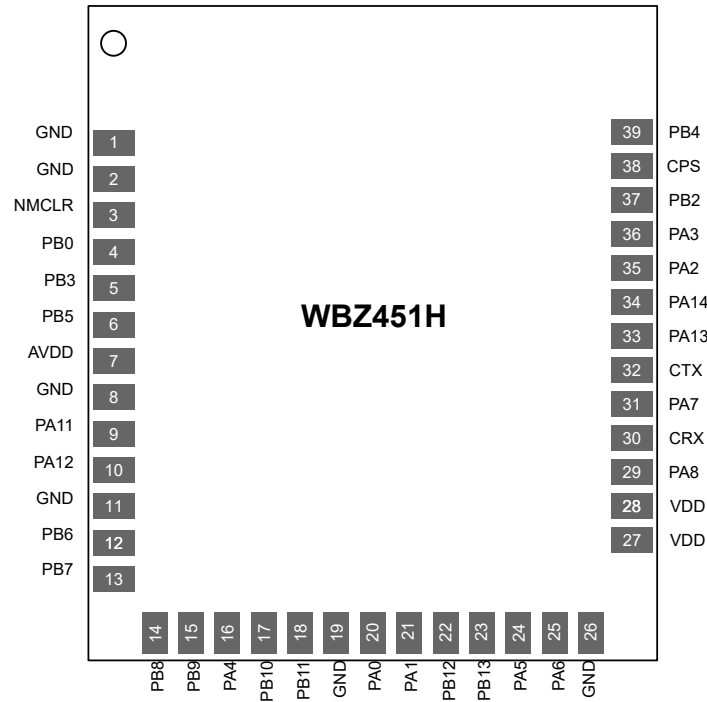 GND 1
GND 2
NMCLR 3
PB0 4
PB3 5
PB5 6
AVDD 7
GND 8
PA11 9
PA12 10
GND 11
PB6 12
PB7 13
WBZ451H
39 PB4
38 CPS
37 PB2
36 PA3
35 PA2
34 PA14
33 PA13
32 CTX
31 PA7
30 CRX
29 PA8
28 VDD
27 VDD
14 PB8
15 PB9
16 PA4
17 PB10
18 PB11
19 GND
20 PA0
21 PA1
22 PB12
23 PB13
24 PA5
25 PA6
26 GND